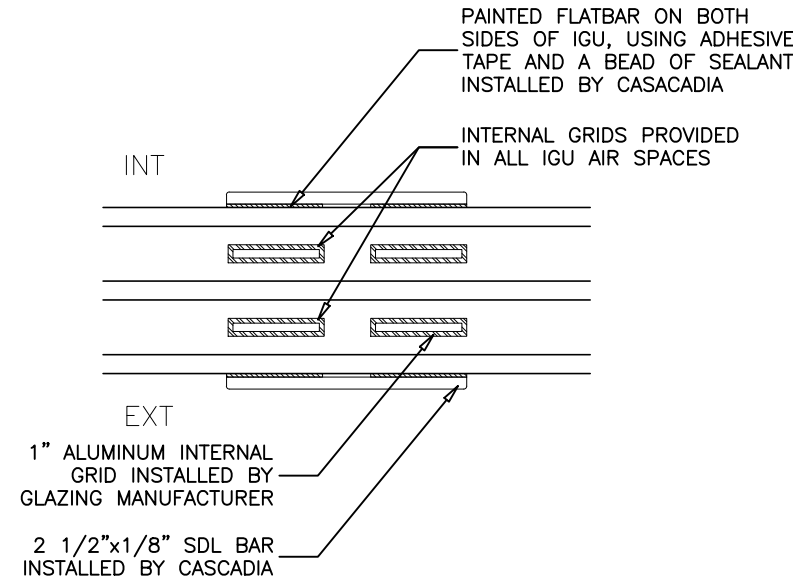 PAINTED FLATBAR ON BOTH
SIDES OF IGU, USING ADHESIVE
TAPE AND A BEAD OF SEALANT
INSTALLED BY CASACADIA
INTERNAL GRIDS PROVIDED
IN ALL IGU AIR SPACES
INT
EXT
1” ALUMINUM INTERNAL
GRID INSTALLED BY
GLAZING MANUFACTURER
2 1/2”x1/8” SDL BAR
INSTALLED BY CASCADIA